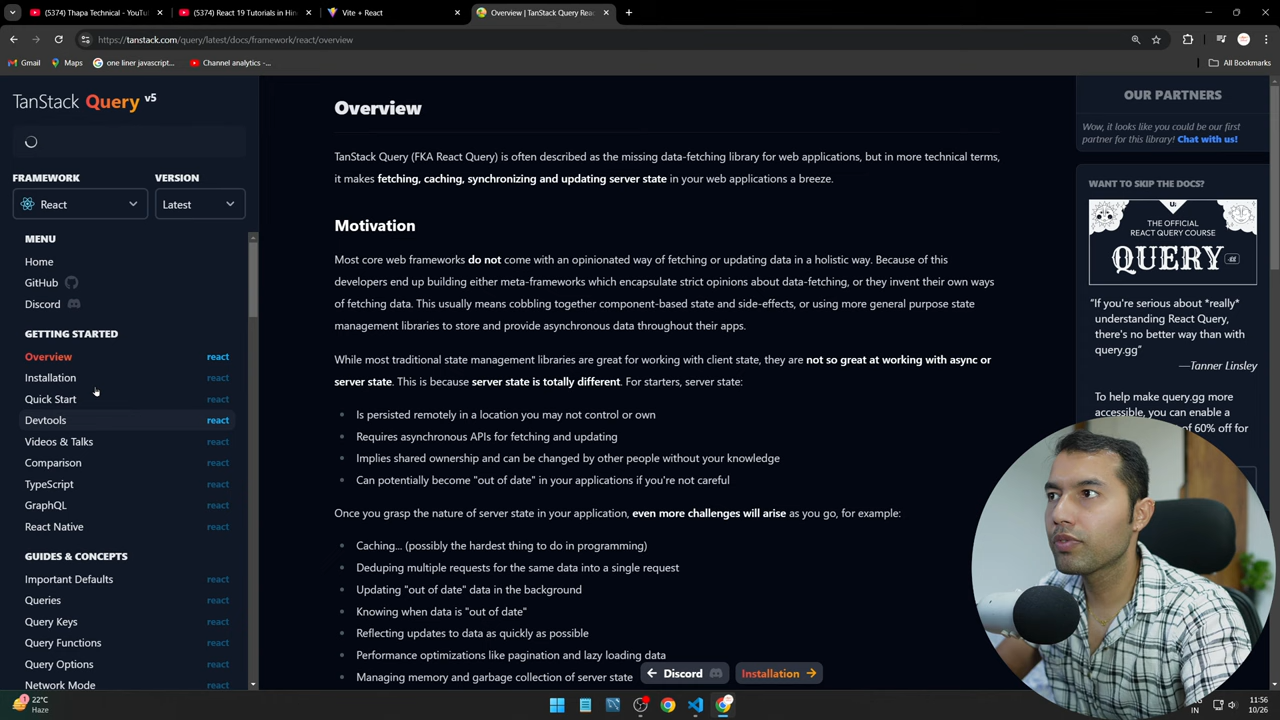 (5374) Thapa Technical - YouTu
(5374) React 19 Tutorials in Hin
Vite + React
Overview | TanStack Query Rea
https://tanstack.com/query/latest/docs/framework/react/overview
Gmail
Maps
one liner javascript...
Channel analytics -...
All Bookmarks
TanStack Query v5
FRAMEWORK
VERSION
React
Latest
MENU
Home
GitHub
Discord
GETTING STARTED
Overview react
Installation react
Quick Start react
Devtools react
Videos & Talks react
Comparison react
TypeScript react
GraphQL react
React Native react
GUIDES & CONCEPTS
Important Defaults react
Queries react
Query Keys react
Query Functions react
Query Options react
Network Mode react
Overview
TanStack Query (FKA React Query) is often described as the missing data-fetching library for web applications, but in more technical terms,
it makes fetching, caching, synchronizing and updating server state in your web applications a breeze.
Motivation
Most core web frameworks do not come with an opinionated way of fetching or updating data in a holistic way. Because of this
developers end up building either meta-frameworks which encapsulate strict opinions about data-fetching, or they invent their own ways
of fetching data. This usually means cobbling together component-based state and side-effects, or using more general purpose state
management libraries to store and provide asynchronous data throughout their apps.
While most traditional state management libraries are great for working with client state, they are not so great at working with async or
server state. This is because server state is totally different. For starters, server state:
Is persisted remotely in a location you may not control or own
Requires asynchronous APIs for fetching and updating
Implies shared ownership and can be changed by other people without your knowledge
Can potentially become "out of date" in your applications if you're not careful
Once you grasp the nature of server state in your application, even more challenges will arise as you go, for example:
Caching... (possibly the hardest thing to do in programming)
Deduping multiple requests for the same data into a single request
Updating "out of date" data in the background
Knowing when data is "out of date"
Reflecting updates to data as quickly as possible
Performance optimizations like pagination and lazy loading data
Managing memory and garbage collection of server state
← Discord
Installation →
OUR PARTNERS
Wow, it looks like you could be our first
partner for this library! Chat with us!
WANT TO SKIP THE DOCS?
THE OFFICIAL
REACT QUERY COURSE
QUERY
"If you're serious about *really*
understanding React Query,
there's no better way than with
query.gg"
—Tanner Linsley
To help make query.gg more
accessible, you can enable a
of 60% off for
1
22°C
Haze
ENG
IN
11:56
10/26